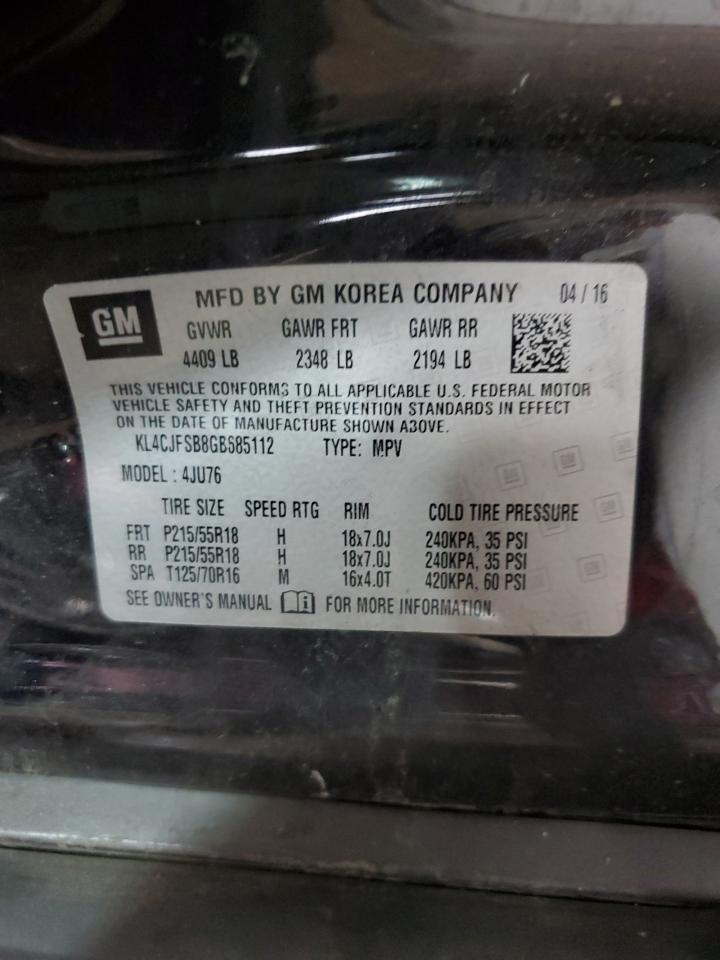 GM
MFD BY GM KOREA COMPANY 04 / 16
GVWR GAWR FRT GAWR RR
4409 LB 2348 LB 2194 LB
THIS VEHICLE CONFORMS TO ALL APPLICABLE U.S. FEDERAL MOTOR
VEHICLE SAFETY AND THEFT PREVENTION STANDARDS IN EFFECT
ON THE DATE OF MANUFACTURE SHOWN ABOVE.
KL4CJFSB8GB685112 TYPE: MPV
MODEL : 4JU76
TIRE SIZE SPEED RTG RIM COLD TIRE PRESSURE
FRT P215/55R18 H 18x7.0J 240KPA, 35 PSI
RR P215/55R18 H 18x7.0J 240KPA, 35 PSI
SPA T125/70R16 M 16x4.0T 420KPA, 60 PSI
SEE OWNER'S MANUAL FOR MORE INFORMATION.